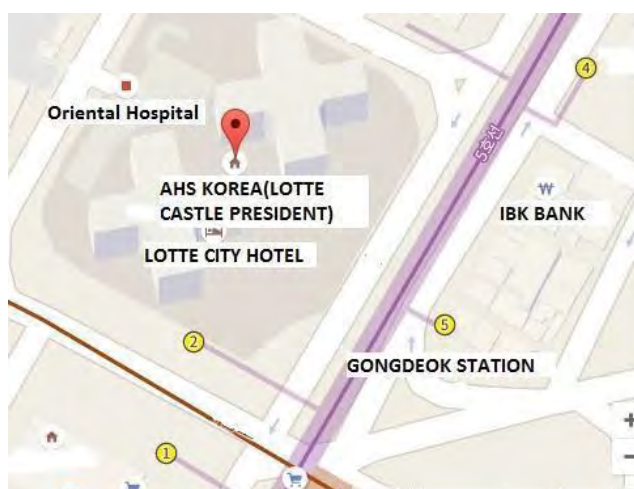 4
Oriental Hospital
5호선
AHS KOREA(LOTTE
CASTLE PRESIDENT)
₩
IBK BANK
LOTTE CITY HOTEL
5
2
GONGDEOK STATION
1
+
−